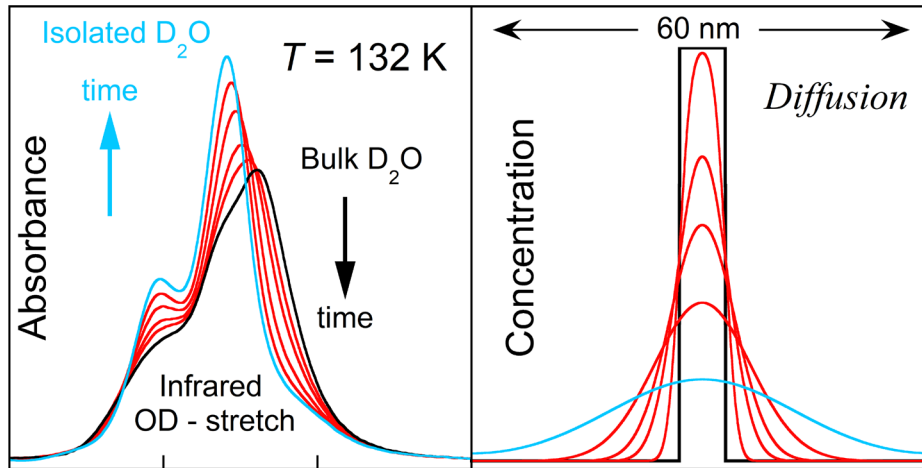 Isolated D₂O
time
T = 132 K
Bulk D₂O
time
Infrared
OD - stretch
Absorbance
60 nm
Diffusion
Concentration